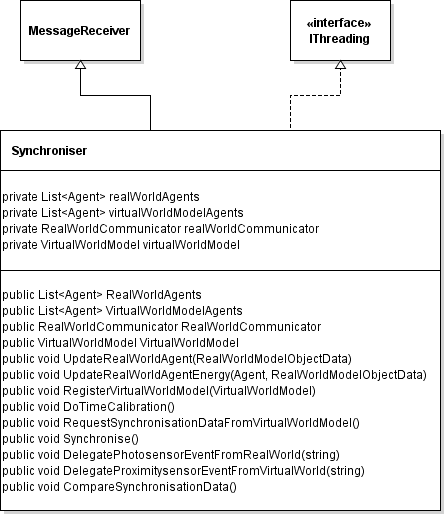 MessageReceiver
«interface»
IThreading
Synchroniser
private List<Agent> realWorldAgents
private List<Agent> virtualWorldModelAgents
private RealWorldCommunicator realWorldCommunicator
private VirtualWorldModel virtualWorldModel
public List<Agent> RealWorldAgents
public List<Agent> VirtualWorldModelAgents
public RealWorldCommunicator RealWorldCommunicator
public VirtualWorldModel VirtualWorldModel
public void UpdateRealWorldAgent(RealWorldModelObjectData)
public void UpdateRealWorldAgentEnergy(Agent, RealWorldModelObjectData)
public void RegisterVirtualWorldModel(VirtualWorldModel)
public void DoTimeCalibration()
public void RequestSynchronisationDataFromVirtualWorldModel()
public void Synchronise()
public void DelegatePhotosensorEventFromRealWorld(string)
public void DelegateProximitysensorEventFromVirtualWorld(string)
public void CompareSynchronisationData()